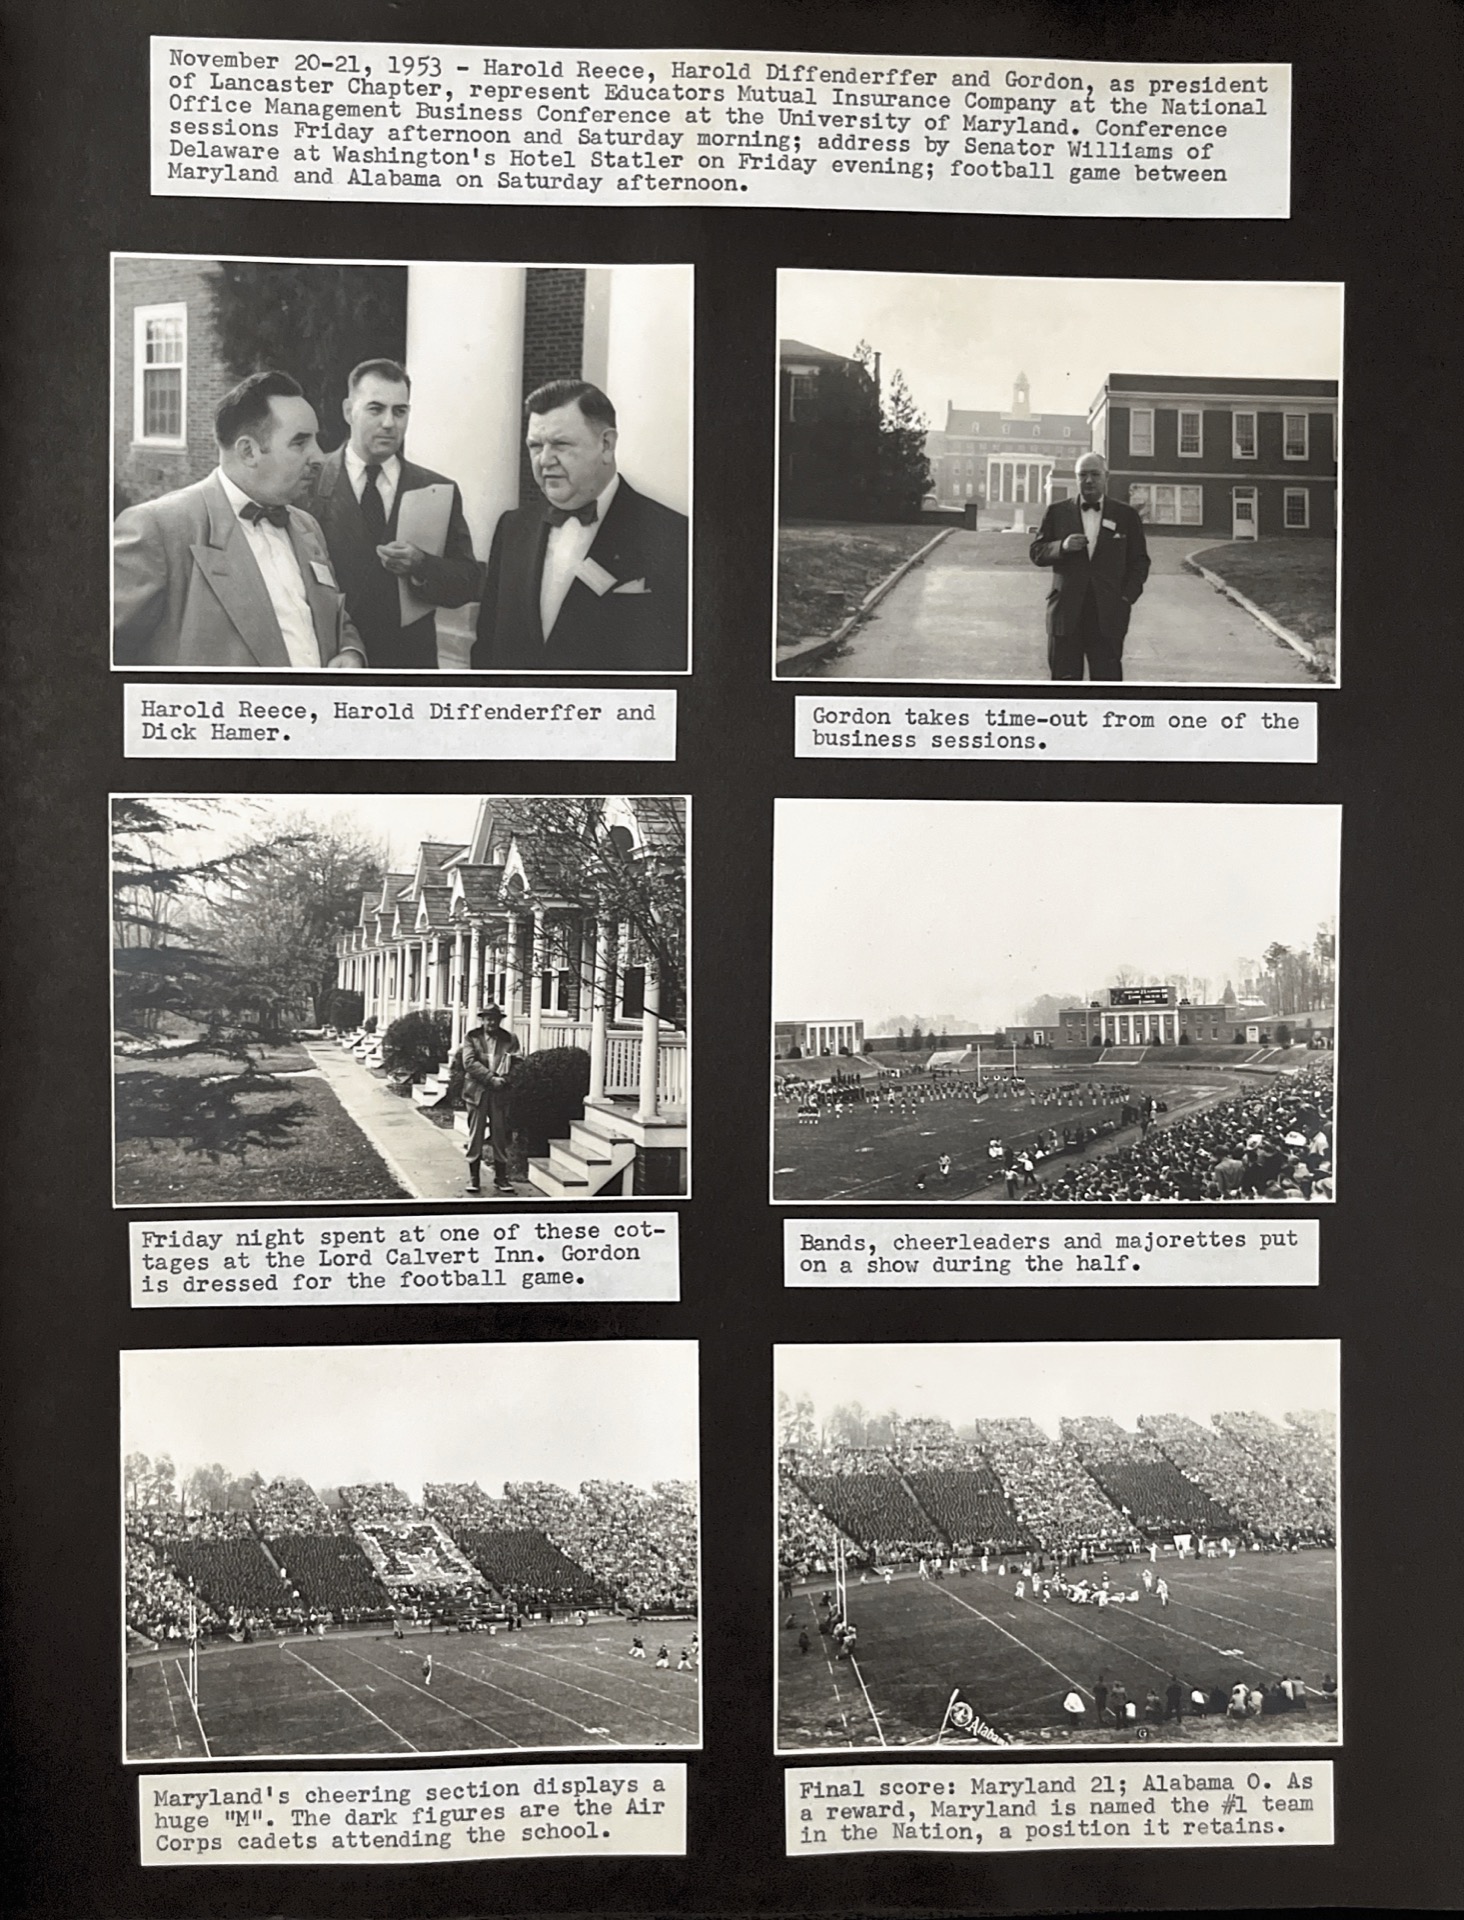 November 20-21, 1953 - Harold Reece, Harold Diffenderffer and Gordon, as president
of Lancaster Chapter, represent Educators Mutual Insurance Company at the National
Office Management Business Conference at the University of Maryland. Conference
sessions Friday afternoon and Saturday morning; address by Senator Williams of
Delaware at Washington's Hotel Statler on Friday evening; football game between
Maryland and Alabama on Saturday afternoon.
Harold Reece, Harold Diffenderffer and
Dick Hamer.
Gordon takes time-out from one of the
business sessions.
Friday night spent at one of these cot-
tages at the Lord Calvert Inn. Gordon
is dressed for the football game.
Bands, cheerleaders and majorettes put
on a show during the half.
Alabama
G
Maryland's cheering section displays a
huge "M". The dark figures are the Air
Corps cadets attending the school.
Final score: Maryland 21; Alabama 0. As
a reward, Maryland is named the #1 team
in the Nation, a position it retains.